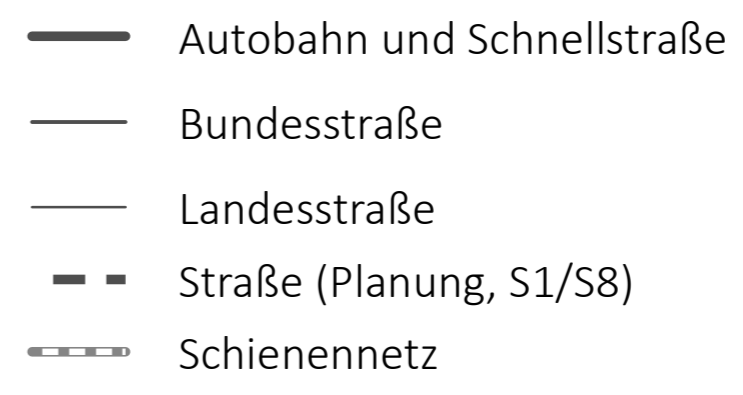 Autobahn und Schnellstraße
Bundesstraße
Landesstraße
Straße (Planung, S1/S8)
Schienennetz